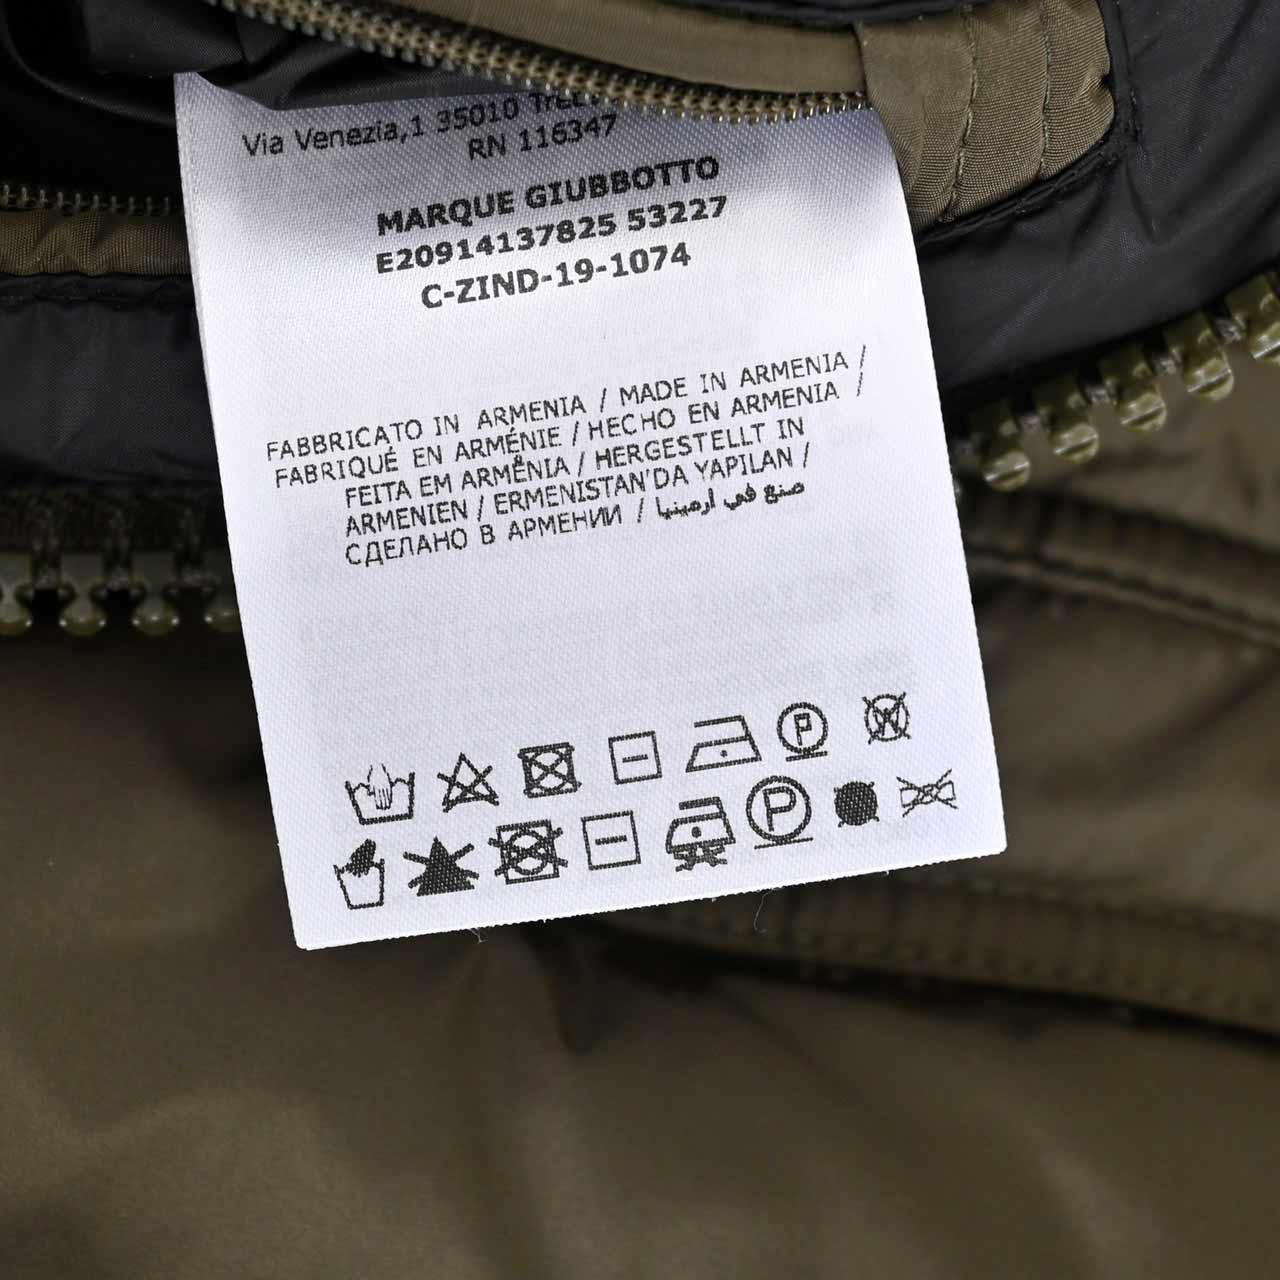 Via Venezia,1 35010
RN 116347
MARQUE GIUBBOTTO
E20914137825 53227
C-ZIND-19-1074
FABBRICATO IN ARMENIA / MADE IN ARMENIA /
FABRIQUÉ EN ARMÉNIE / HECHO EN ARMENIA /
FEITA EM ARMÊNIA / HERGESTELLT IN
ARMENIEN / ERMENISTAN'DA YAPILAN /
СДЕЛАНО В АРМЕНИИ / صنع في ارمينيا
P
P